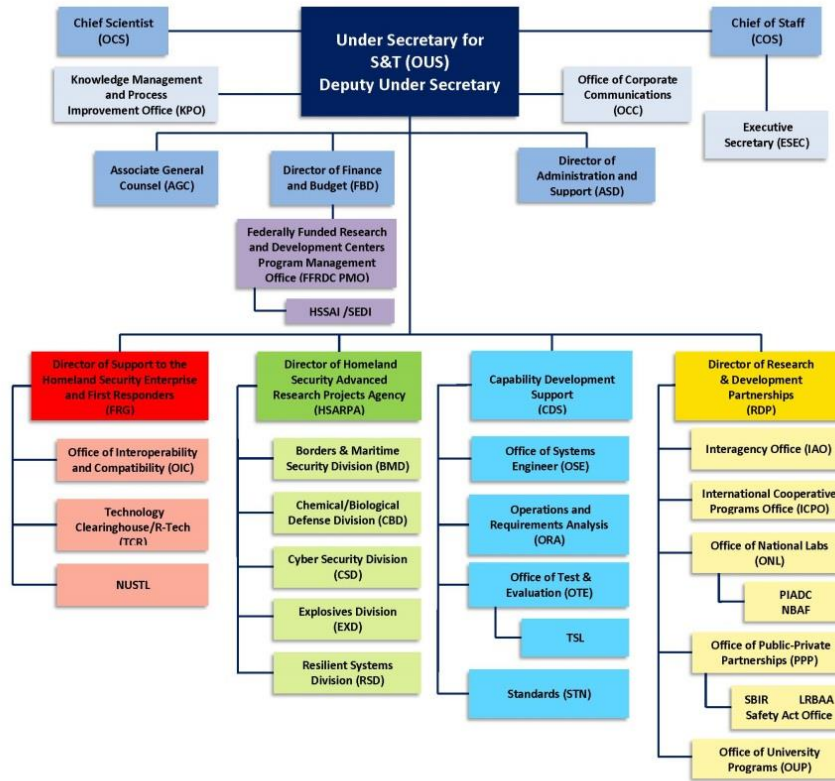 Chief Scientist
(OCS)
Under Secretary for
S&T (OUS)
Deputy Under Secretary
Chief of Staff
(COS)
Knowledge Management
and Process
Improvement Office (KPO)
Office of Corporate
Communications
(OCC)
Executive
Secretary (ESEC)
Associate General
Counsel (AGC)
Director of Finance
and Budget (FBD)
Director of
Administration and
Support (ASD)
Federally Funded Research
and Development Centers
Program Management
Office (FFRDC PMO)
HSSAI /SEDI
Director of Support to the
Homeland Security Enterprise
and First Responders
(FRG)
Office of Interoperability
and Compatibility (OIC)
Technology
Clearinghouse/R-Tech
(TCR)
NUSTL
Director of Homeland
Security Advanced
Research Projects Agency
(HSARPA)
Borders & Maritime
Security Division (BMD)
Chemical/Biological
Defense Division (CBD)
Cyber Security Division
(CSD)
Explosives Division
(EXD)
Resilient Systems
Division (RSD)
Capability Development
Support
(CDS)
Office of Systems
Engineer (OSE)
Operations and
Requirements Analysis
(ORA)
Office of Test &
Evaluation (OTE)
TSL
Standards (STN)
Director of Research
& Development
Partnerships
(RDP)
Interagency Office (IAO)
International Cooperative
Programs Office (ICPO)
Office of National Labs
(ONL)
PIADC
NBAF
Office of Public-Private
Partnerships (PPP)
SBIR LRBAA
Safety Act Office
Office of University
Programs (OUP)